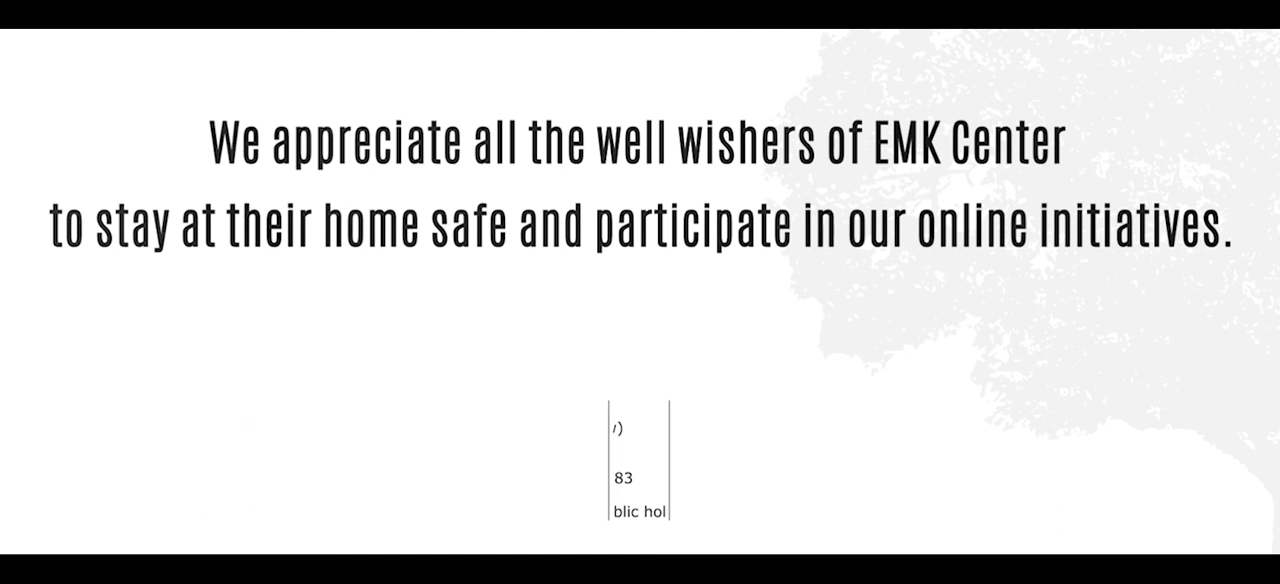 We appreciate all the well wishers of EMK Center
to stay at their home safe and participate in our online initiatives.
83
blic hol